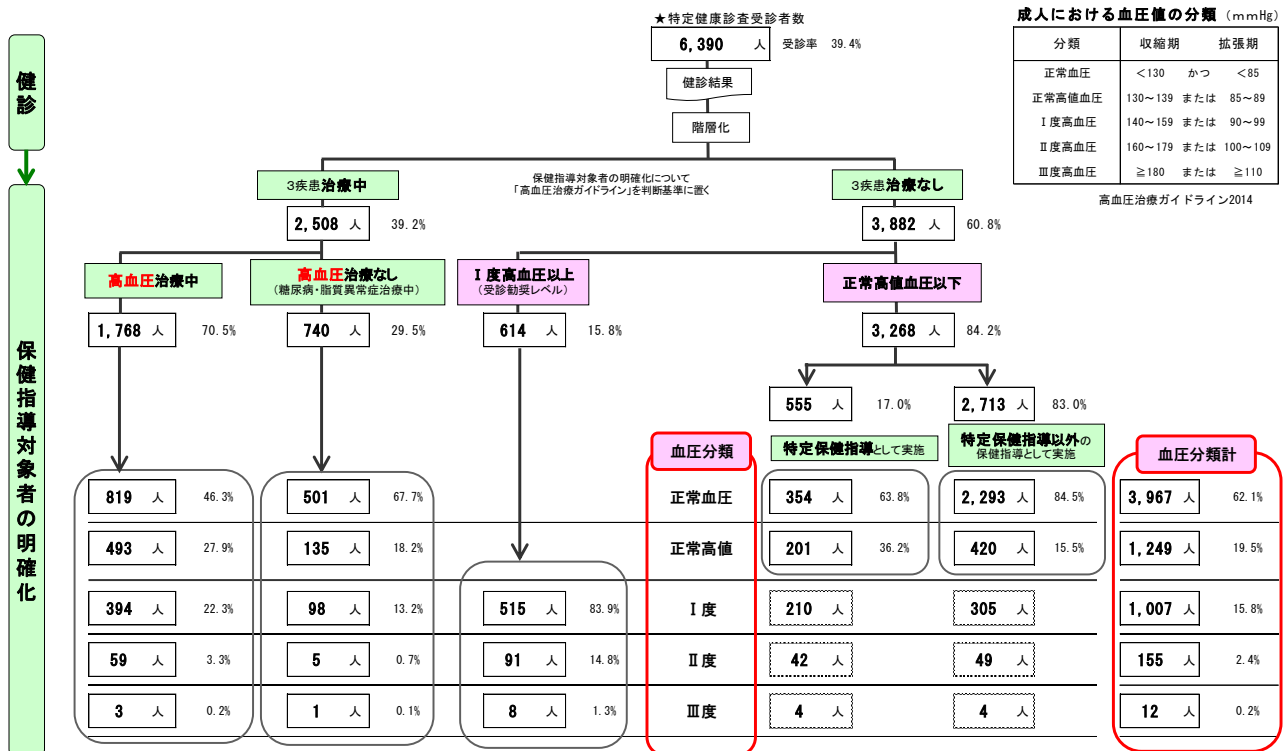 ★特定健康診査受診者数
6,390 人 受診率 39.4%
健診結果
階層化
成人における血圧値の分類 (mmHg)
分類 収縮期 拡張期
正常血圧 <130 かつ <85
正常高値血圧 130～139 または 85～89
Ⅰ度高血圧 140～159 または 90～99
Ⅱ度高血圧 160～179 または 100～109
Ⅲ度高血圧 ≧180 または ≧110
高血圧治療ガイドライン2014
健診
保健指導対象者の明確化
3疾患治療中
保健指導対象者の明確化について
「高血圧治療ガイドライン」を判断基準に置く
3疾患治療なし
2,508 人 39.2%
3,882 人 60.8%
高血圧治療中
高血圧治療なし
(糖尿病・脂質異常症治療中)
Ⅰ度高血圧以上
(受診勧奨レベル)
正常高値血圧以下
1,768 人 70.5%
740 人 29.5%
614 人 15.8%
3,268 人 84.2%
555 人 17.0%
2,713 人 83.0%
血圧分類
特定保健指導として実施
特定保健指導以外の
保健指導として実施
血圧分類計
819 人 46.3% 501 人 67.7% 正常血圧 354 人 63.8% 2,293 人 84.5% 3,967 人 62.1%
493 人 27.9% 135 人 18.2% 正常高値 201 人 36.2% 420 人 15.5% 1,249 人 19.5%
394 人 22.3% 98 人 13.2% 515 人 83.9% Ⅰ度 210 人 305 人 1,007 人 15.8%
59 人 3.3% 5 人 0.7% 91 人 14.8% Ⅱ度 42 人 49 人 155 人 2.4%
3 人 0.2% 1 人 0.1% 8 人 1.3% Ⅲ度 4 人 4 人 12 人 0.2%